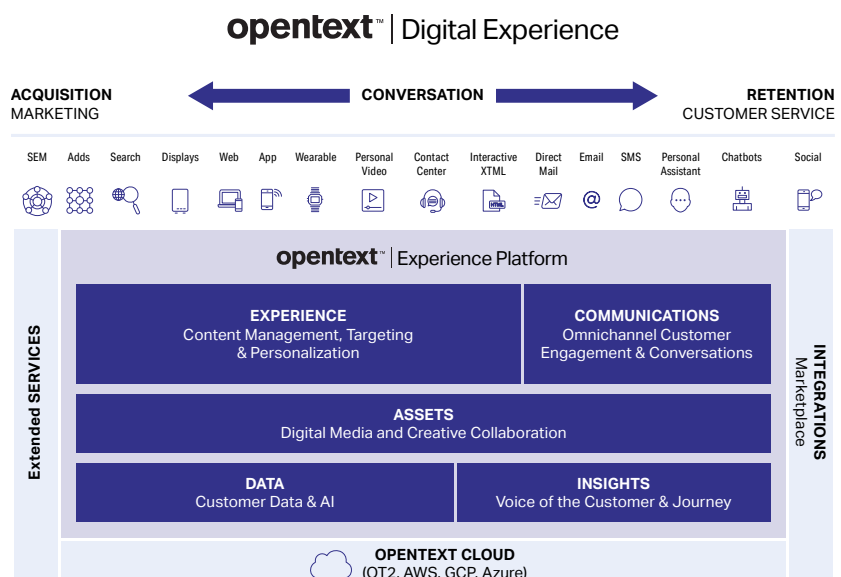 opentext™ | Digital Experience
ACQUISITION
MARKETING
CONVERSATION
RETENTION
CUSTOMER SERVICE
SEM
Adds
Search
Displays
Web
App
Wearable
Personal
Video
Contact
Center
Interactive
XTML
Direct
Mail
Email
SMS
Personal
Assistant
Chatbots
Social
HTML
@
opentext™ | Experience Platform
Extended SERVICES
EXPERIENCE
Content Management, Targeting
& Personalization
COMMUNICATIONS
Omnichannel Customer
Engagement & Conversations
ASSETS
Digital Media and Creative Collaboration
DATA
Customer Data & AI
INSIGHTS
Voice of the Customer & Journey
INTEGRATIONS
Marketplace
OPENTEXT CLOUD
(OT2, AWS, GCP, Azure)